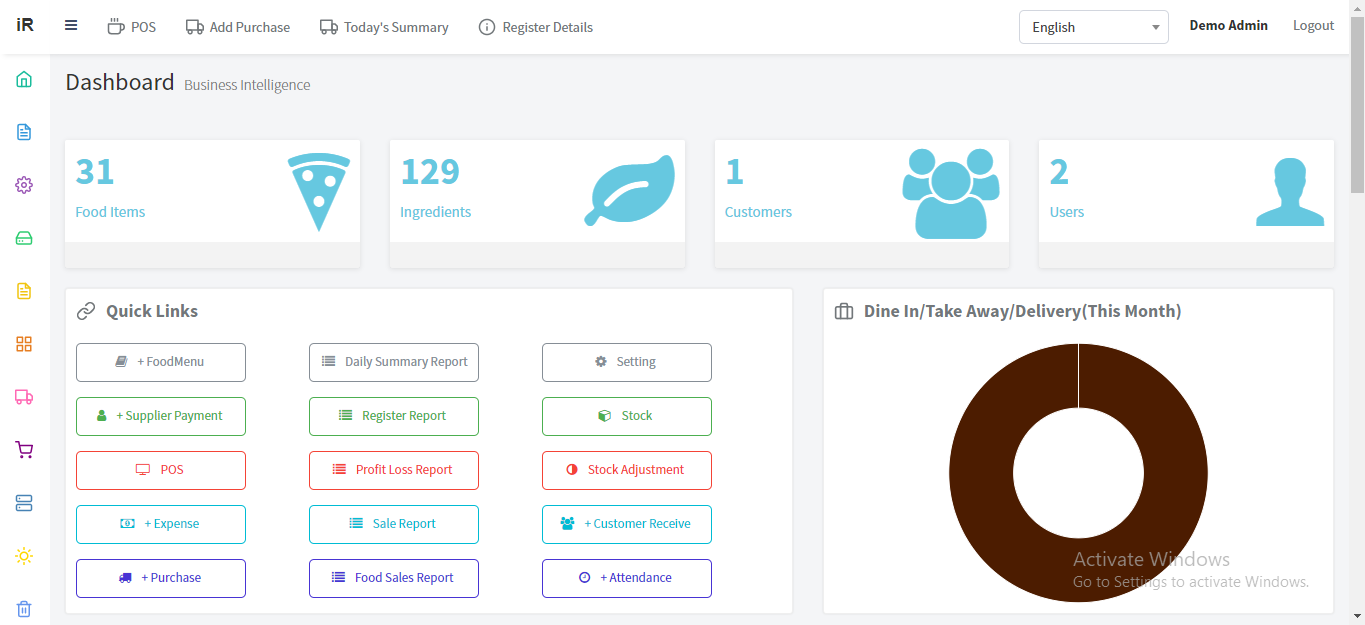 iR
POS
Add Purchase
Today's Summary
Register Details
English
Demo Admin
Logout
Dashboard Business Intelligence
31
Food Items
129
Ingredients
1
Customers
2
Users
Quick Links
+ FoodMenu
Daily Summary Report
Setting
+ Supplier Payment
Register Report
Stock
POS
Profit Loss Report
Stock Adjustment
+ Expense
Sale Report
+ Customer Receive
+ Purchase
Food Sales Report
+ Attendance
Dine In/Take Away/Delivery(This Month)
Activate Windows
Go to Settings to activate Windows.